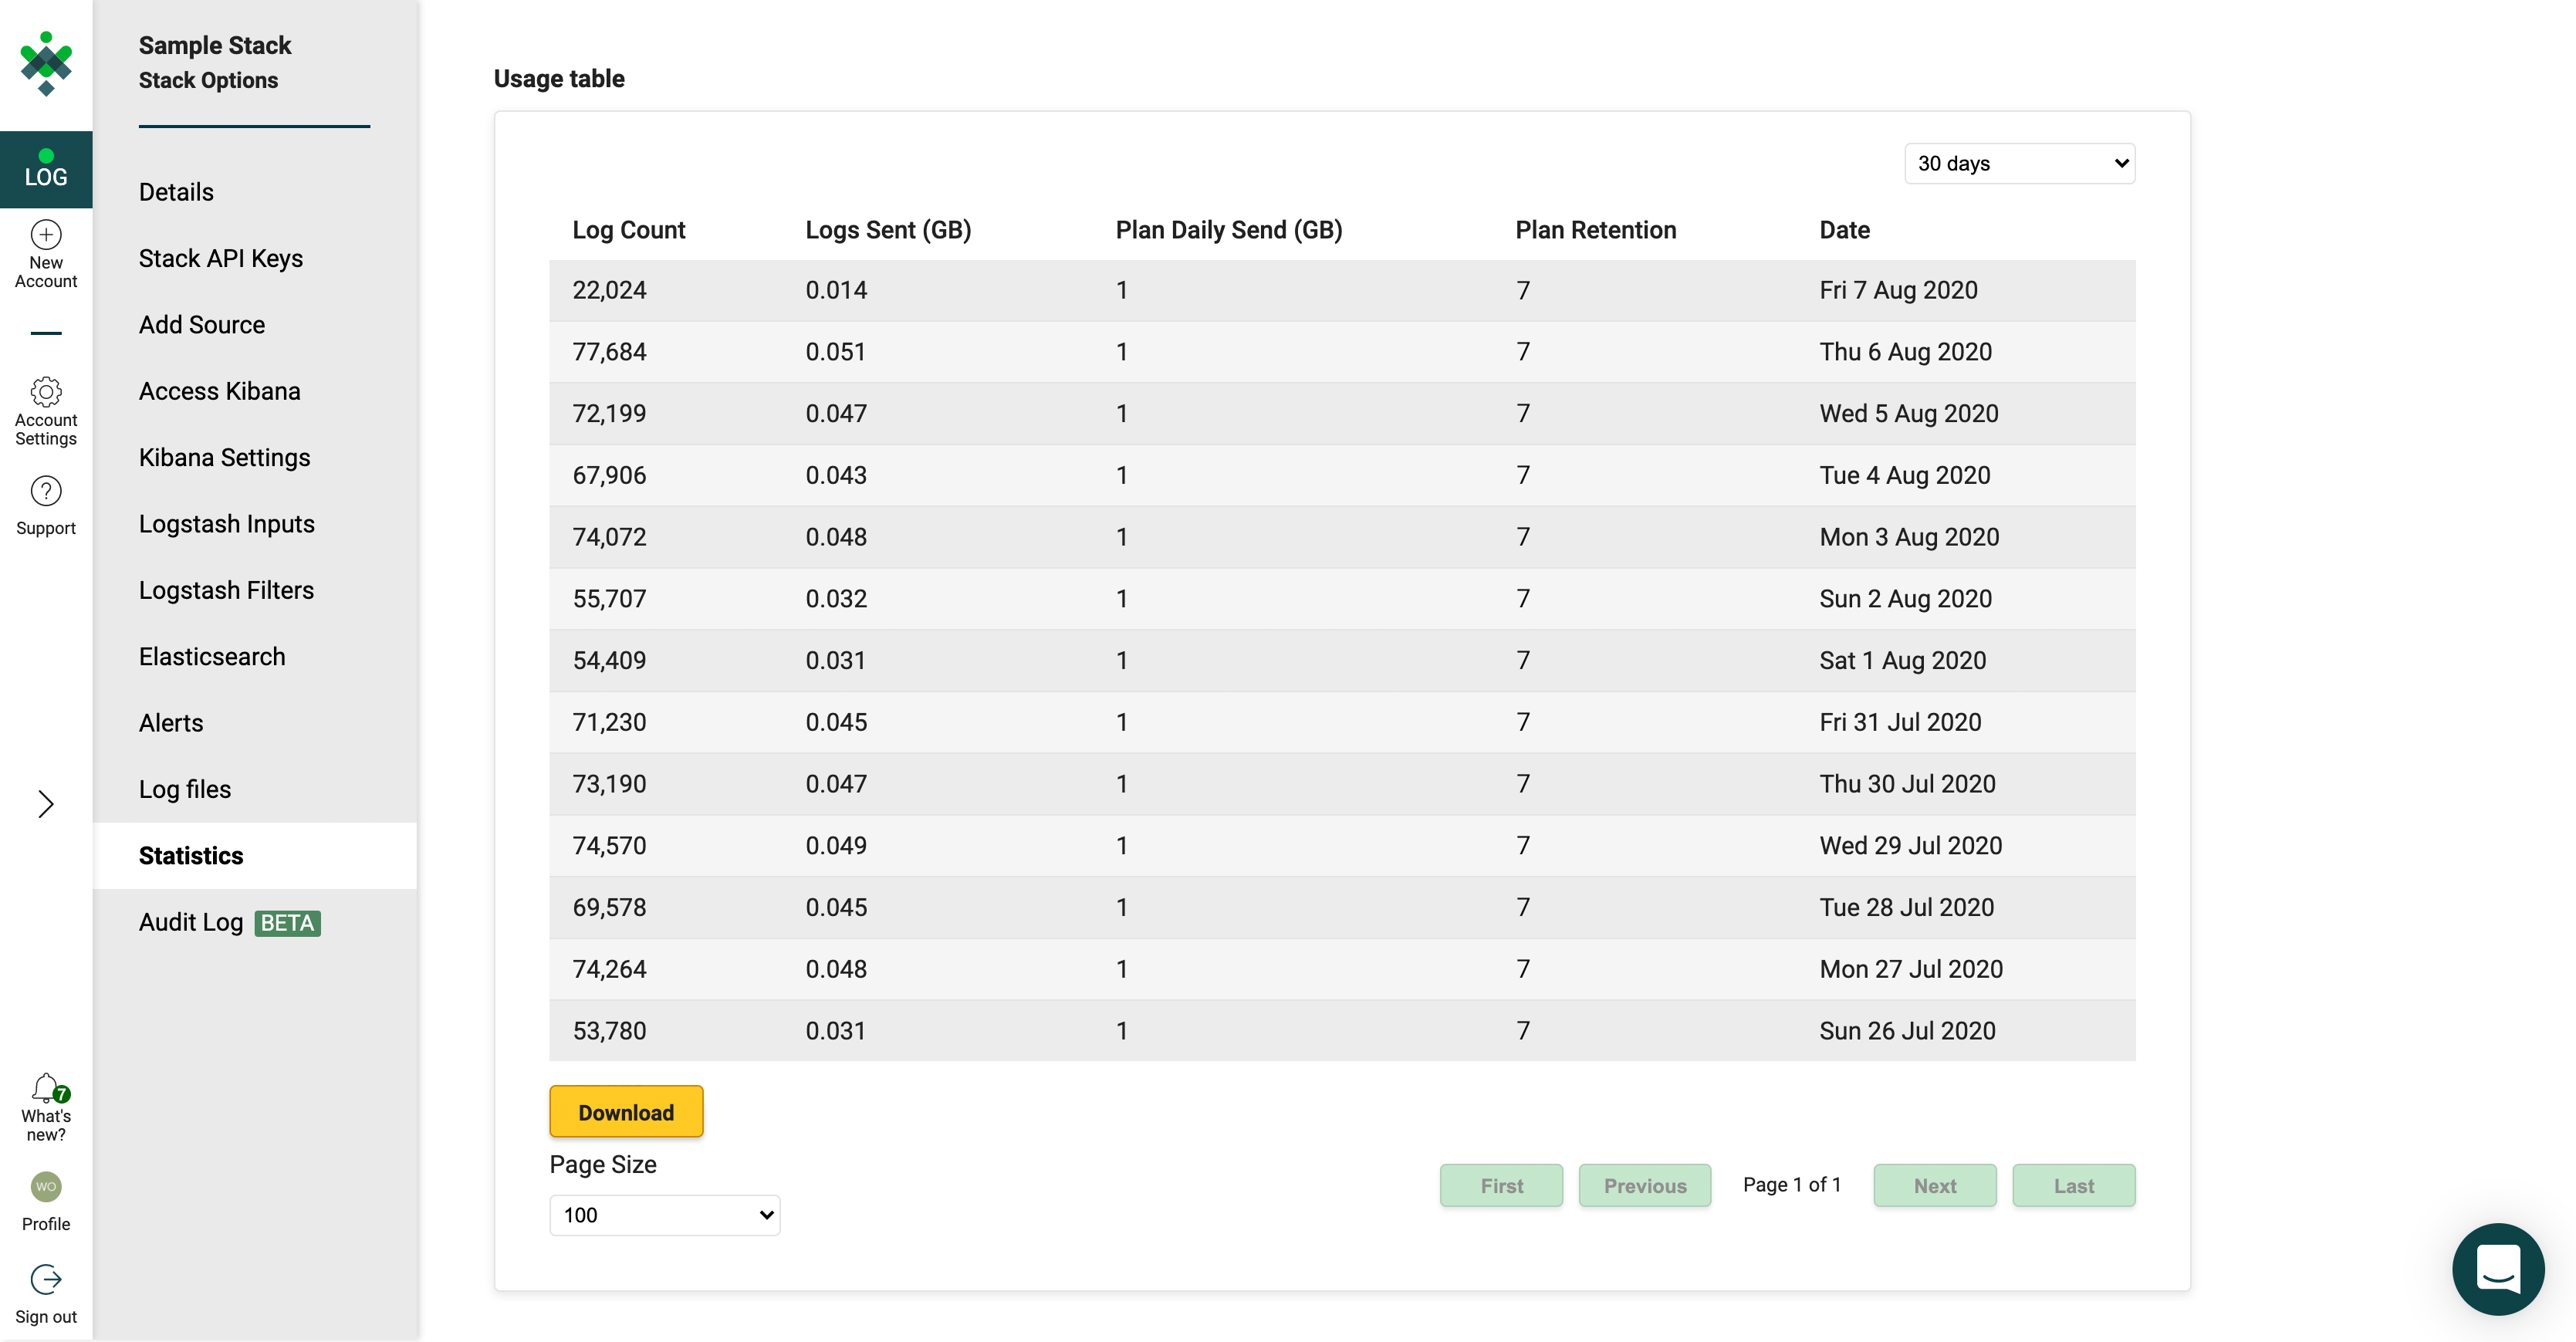 LOG
New
Account
Account
Settings
Support
What's
new?
7
WO
Profile
Sign out
Sample Stack
Stack Options
Details
Stack API Keys
Add Source
Access Kibana
Kibana Settings
Logstash Inputs
Logstash Filters
Elasticsearch
Alerts
Log files
Statistics
Audit Log BETA
Usage table
30 days
Log Count Logs Sent (GB) Plan Daily Send (GB) Plan Retention Date
22,024 0.014 1 7 Fri 7 Aug 2020
77,684 0.051 1 7 Thu 6 Aug 2020
72,199 0.047 1 7 Wed 5 Aug 2020
67,906 0.043 1 7 Tue 4 Aug 2020
74,072 0.048 1 7 Mon 3 Aug 2020
55,707 0.032 1 7 Sun 2 Aug 2020
54,409 0.031 1 7 Sat 1 Aug 2020
71,230 0.045 1 7 Fri 31 Jul 2020
73,190 0.047 1 7 Thu 30 Jul 2020
74,570 0.049 1 7 Wed 29 Jul 2020
69,578 0.045 1 7 Tue 28 Jul 2020
74,264 0.048 1 7 Mon 27 Jul 2020
53,780 0.031 1 7 Sun 26 Jul 2020
Download
Page Size
100
First Previous Page 1 of 1 Next Last